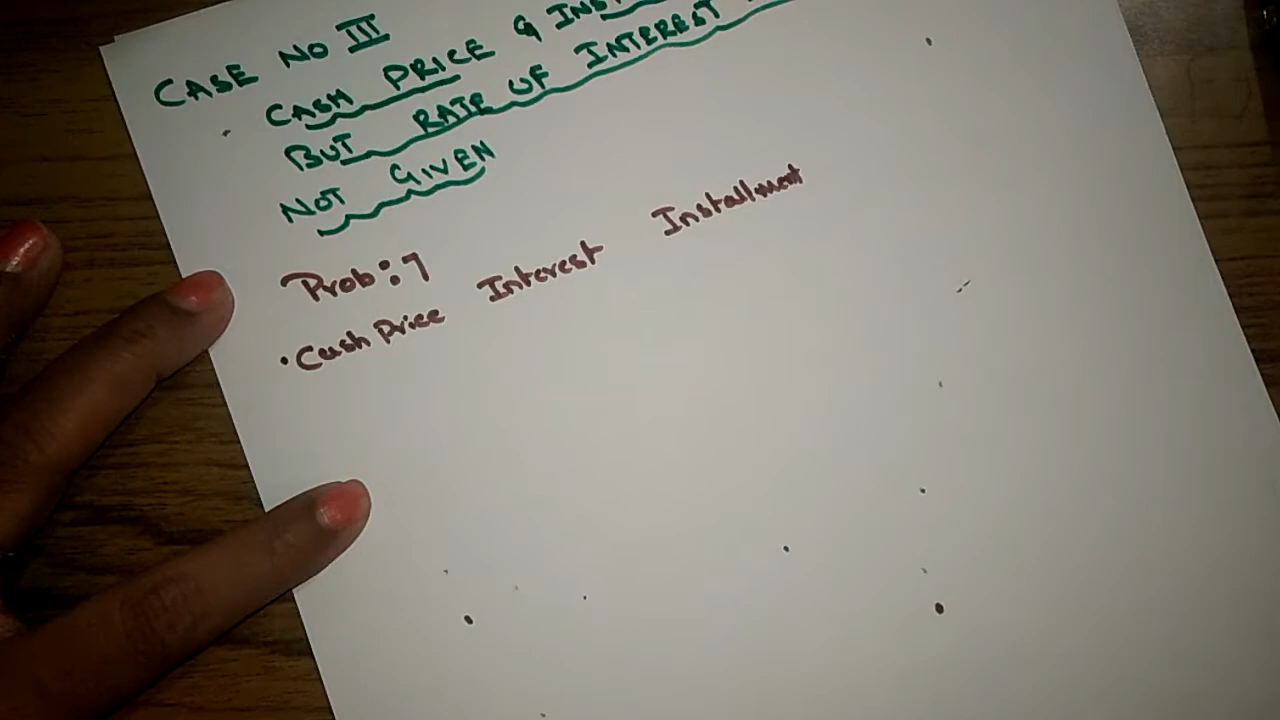 CASE NO III
CASH PRICE &
BUT RATE OF INTEREST
NOT GIVEN
Prob:7
• Cash Price Interest Installment